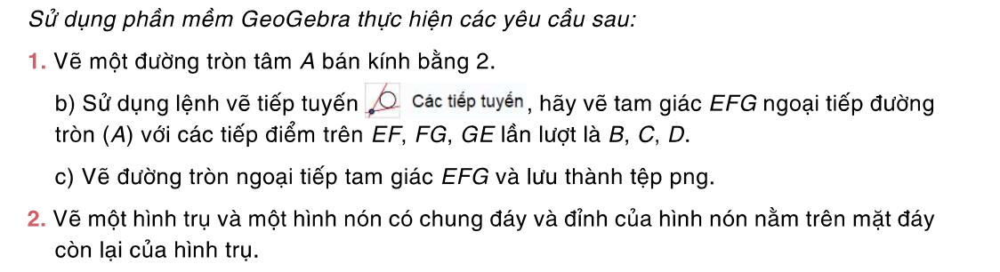 Sử dụng phần mềm GeoGebra thực hiện các yêu cầu sau:
1. Vẽ một đường tròn tâm A bán kính bằng 2.
b) Sử dụng lệnh vẽ tiếp tuyến Các tiếp tuyến, hãy vẽ tam giác EFG ngoại tiếp đường
tròn (A) với các tiếp điểm trên EF, FG, GE lần lượt là B, C, D.
c) Vẽ đường tròn ngoại tiếp tam giác EFG và lưu thành tệp png.
2. Vẽ một hình trụ và một hình nón có chung đáy và đỉnh của hình nón nằm trên mặt đáy
còn lại của hình trụ.